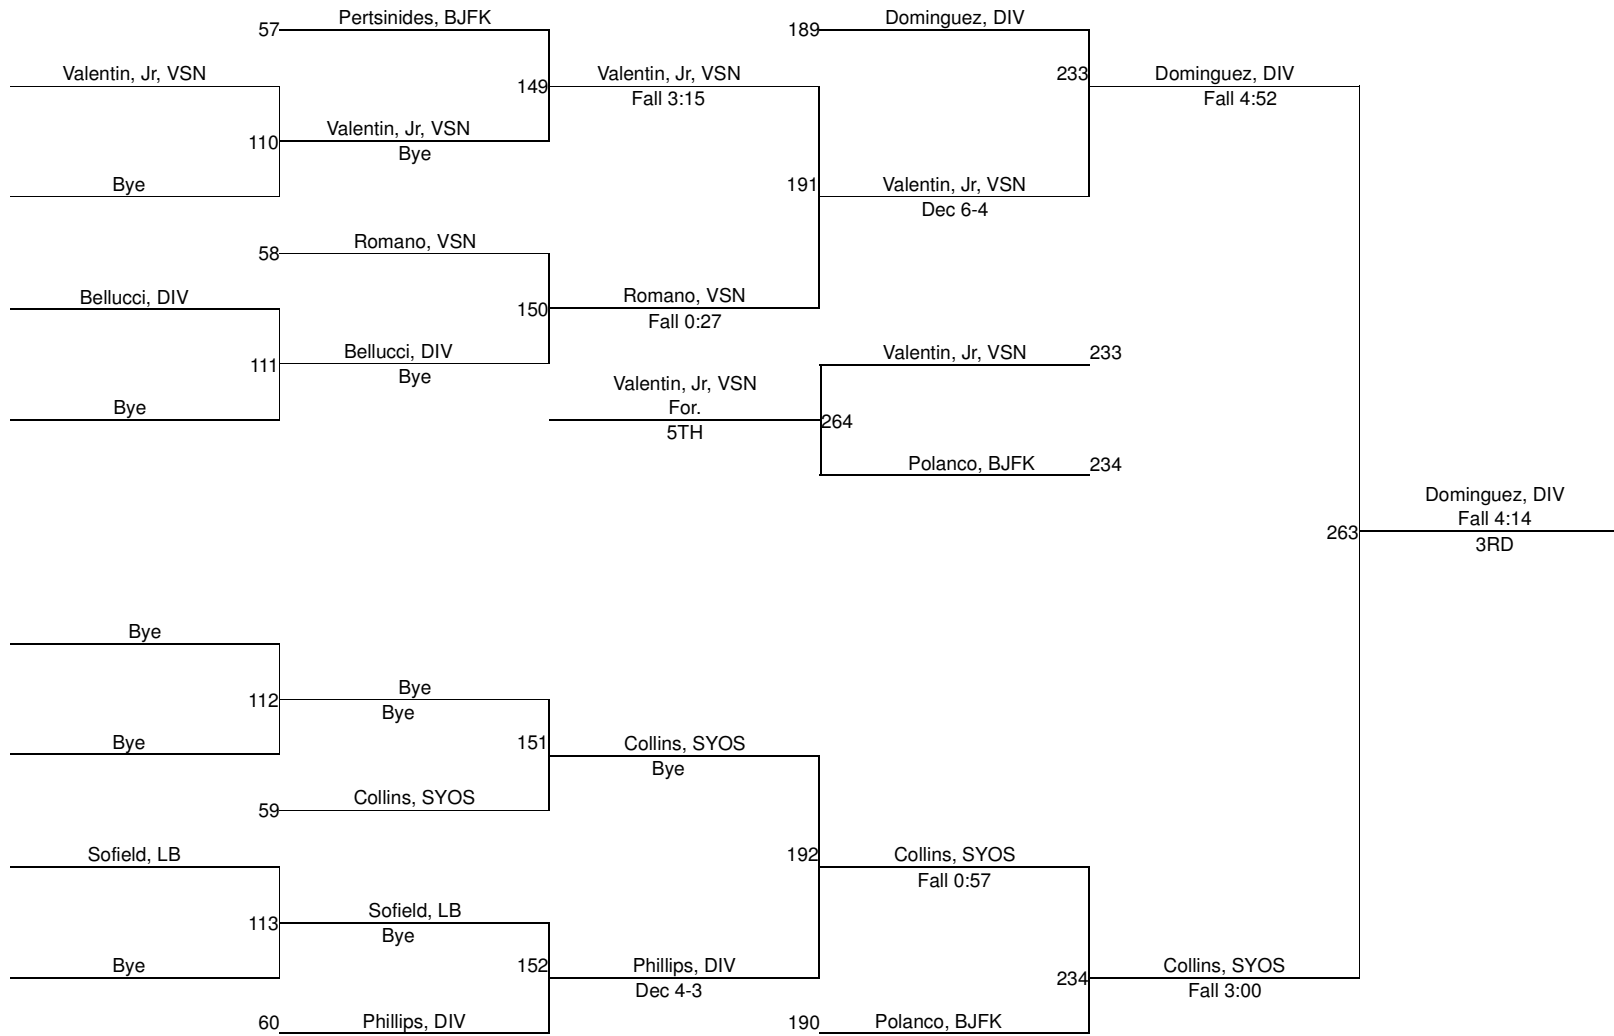 Pertsinides, BJFK
57
Dominguez, DIV
189
Valentin, Jr, VSN
149
Valentin, Jr, VSN
Fall 3:15
233
Dominguez, DIV
Fall 4:52
110
Valentin, Jr, VSN
Bye
Bye
191
Valentin, Jr, VSN
Dec 6-4
58
Romano, VSN
Bellucci, DIV
150
Romano, VSN
Fall 0:27
111
Bellucci, DIV
Bye
Valentin, Jr, VSN
233
Bye
Valentin, Jr, VSN
For.
5TH
264
Polanco, BJFK
234
Dominguez, DIV
Fall 4:14
3RD
263
Bye
112
Bye
Bye
Bye
151
Collins, SYOS
Bye
59
Collins, SYOS
Sofield, LB
192
Collins, SYOS
Fall 0:57
113
Sofield, LB
Bye
Bye
152
Phillips, DIV
Dec 4-3
234
Collins, SYOS
Fall 3:00
60
Phillips, DIV
190
Polanco, BJFK